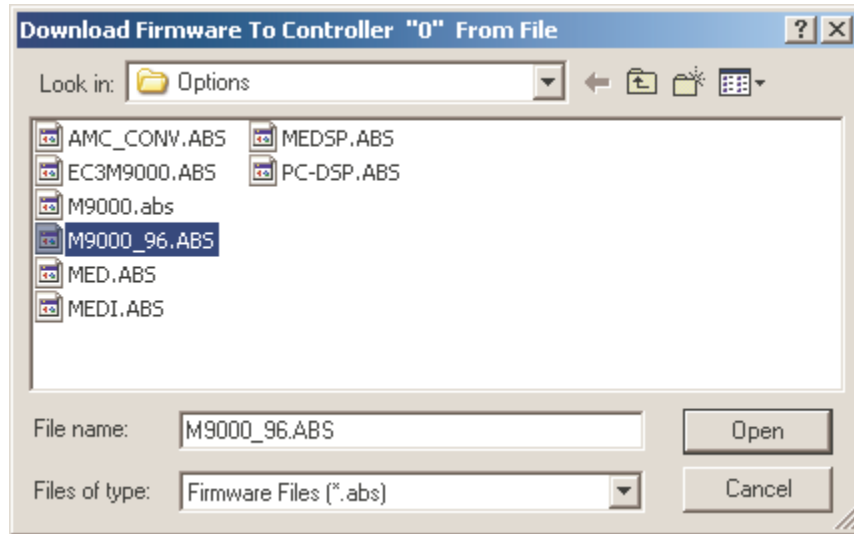 Download Firmware To Controller "0" From File
Look in: Options
AMC_CONV.ABS
EC3M9000.ABS
M9000.abs
M9000_96.ABS
MED.ABS
MEDI.ABS
MEDSP.ABS
PC-DSP.ABS
File name: M9000_96.ABS
Open
Files of type: Firmware Files (*.abs)
Cancel